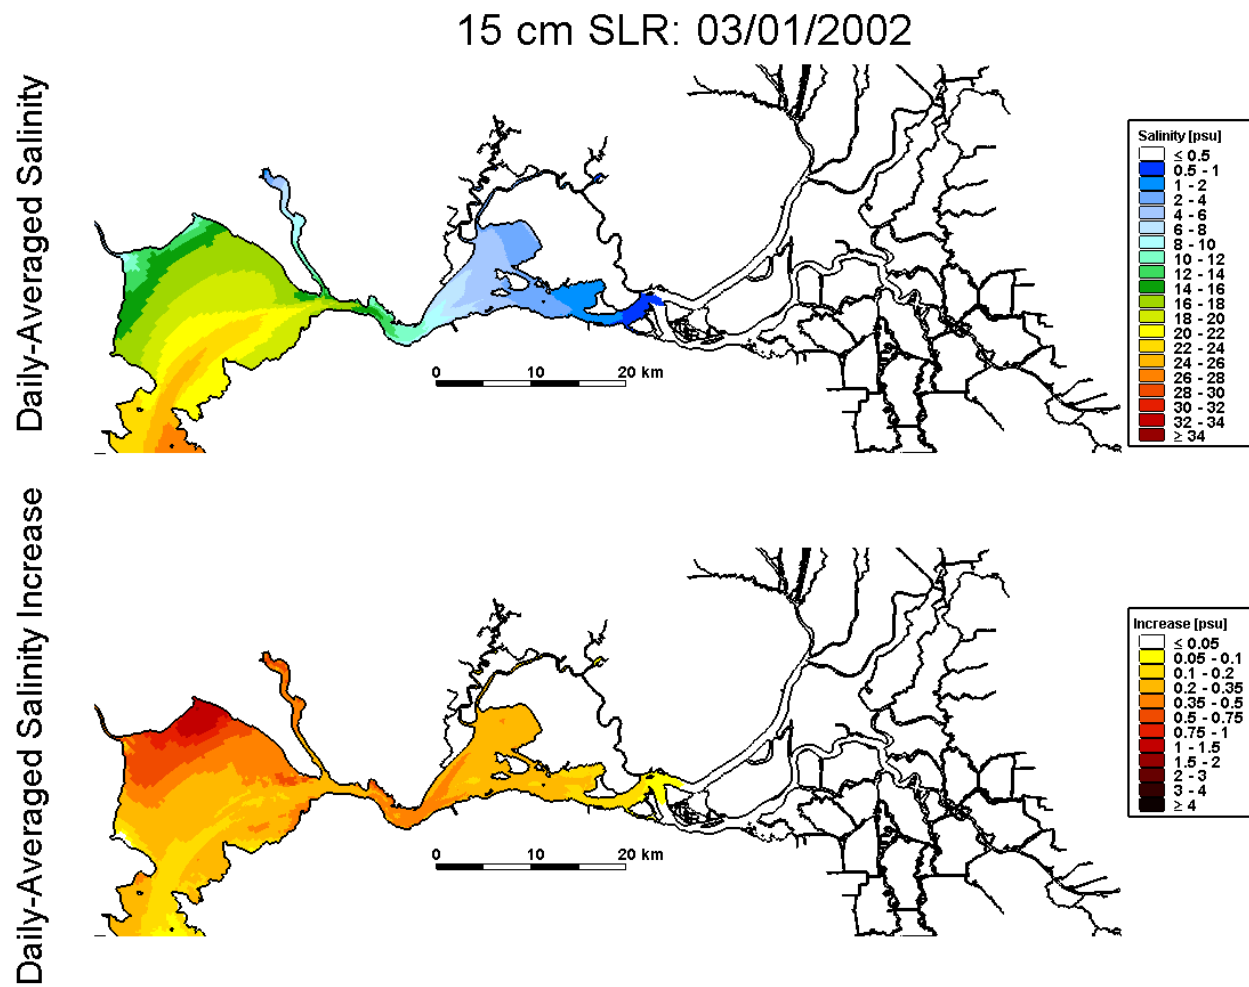 15 cm SLR: 03/01/2002
Daily-Averaged Salinity
Salinity [psu]
≤ 0.5
0.5 - 1
1 - 2
2 - 4
4 - 6
6 - 8
8 - 10
10 - 12
12 - 14
14 - 16
16 - 18
18 - 20
20 - 22
22 - 24
24 - 26
26 - 28
28 - 30
30 - 32
32 - 34
≥ 34
0 10 20 km
Daily-Averaged Salinity Increase
Increase [psu]
≤ 0.05
0.05 - 0.1
0.1 - 0.2
0.2 - 0.35
0.35 - 0.5
0.5 - 0.75
0.75 - 1
1 - 1.5
1.5 - 2
2 - 3
3 - 4
≥ 4
0 10 20 km